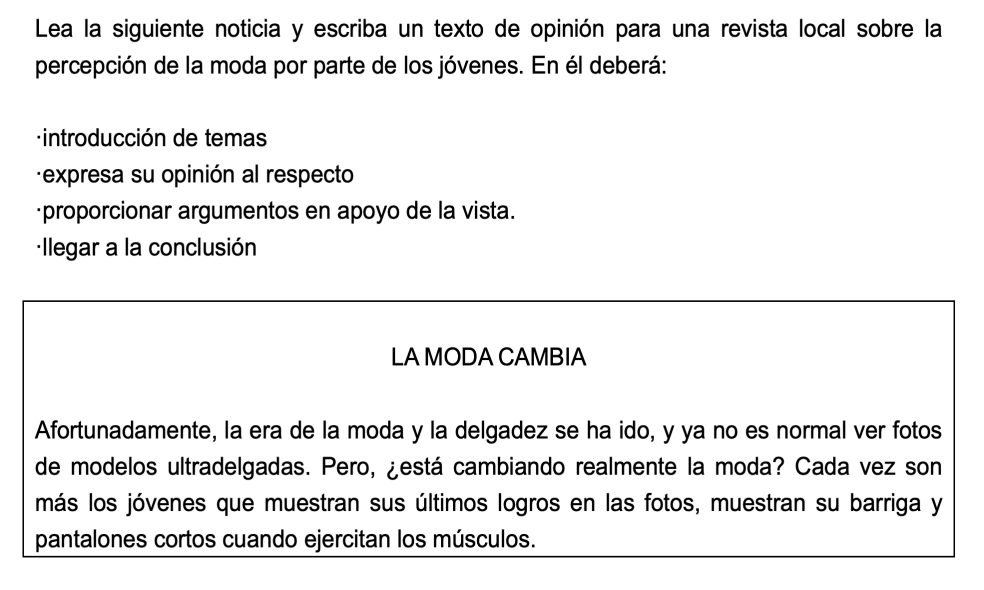 Lea la siguiente noticia y escriba un texto de opinión para una revista local sobre la
percepción de la moda por parte de los jóvenes. En él deberá:
·introducción de temas
·expresa su opinión al respecto
·proporcionar argumentos en apoyo de la vista.
·llegar a la conclusión
LA MODA CAMBIA
Afortunadamente, la era de la moda y la delgadez se ha ido, y ya no es normal ver fotos
de modelos ultradelgadas. Pero, ¿está cambiando realmente la moda? Cada vez son
más los jóvenes que muestran sus últimos logros en las fotos, muestran su barriga y
pantalones cortos cuando ejercitan los músculos.